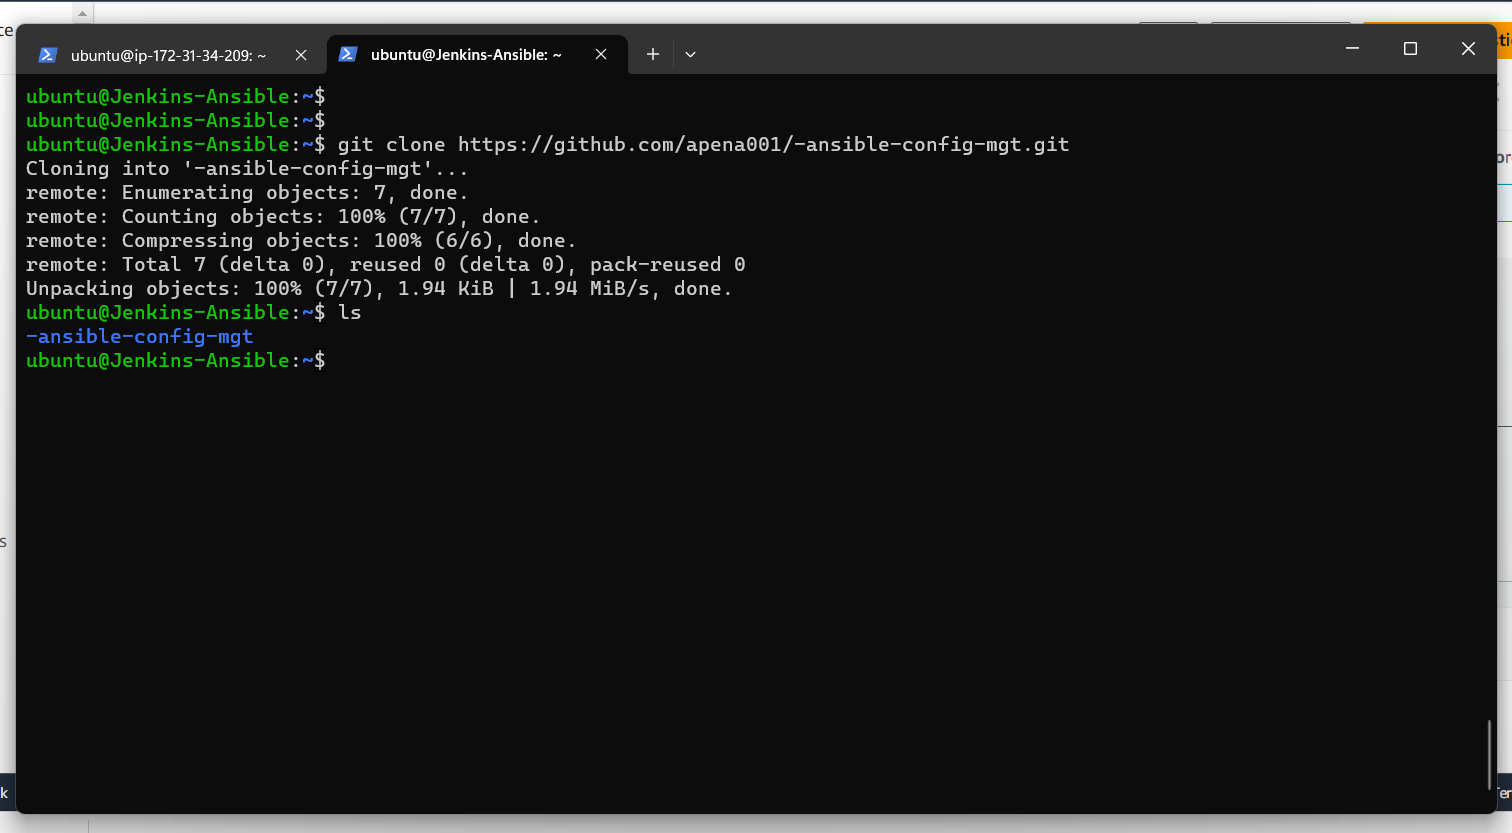 ce
ubuntu@ip-172-31-34-209: ~
ubuntu@Jenkins-Ansible: ~
ubuntu@Jenkins-Ansible:~$
ubuntu@Jenkins-Ansible:~$
ubuntu@Jenkins-Ansible:~$ git clone https://github.com/apena001/-ansible-config-mgt.git
Cloning into '-ansible-config-mgt'...
remote: Enumerating objects: 7, done.
remote: Counting objects: 100% (7/7), done.
remote: Compressing objects: 100% (6/6), done.
remote: Total 7 (delta 0), reused 0 (delta 0), pack-reused 0
Unpacking objects: 100% (7/7), 1.94 KiB | 1.94 MiB/s, done.
ubuntu@Jenkins-Ansible:~$ ls
-ansible-config-mgt
ubuntu@Jenkins-Ansible:~$
s
k